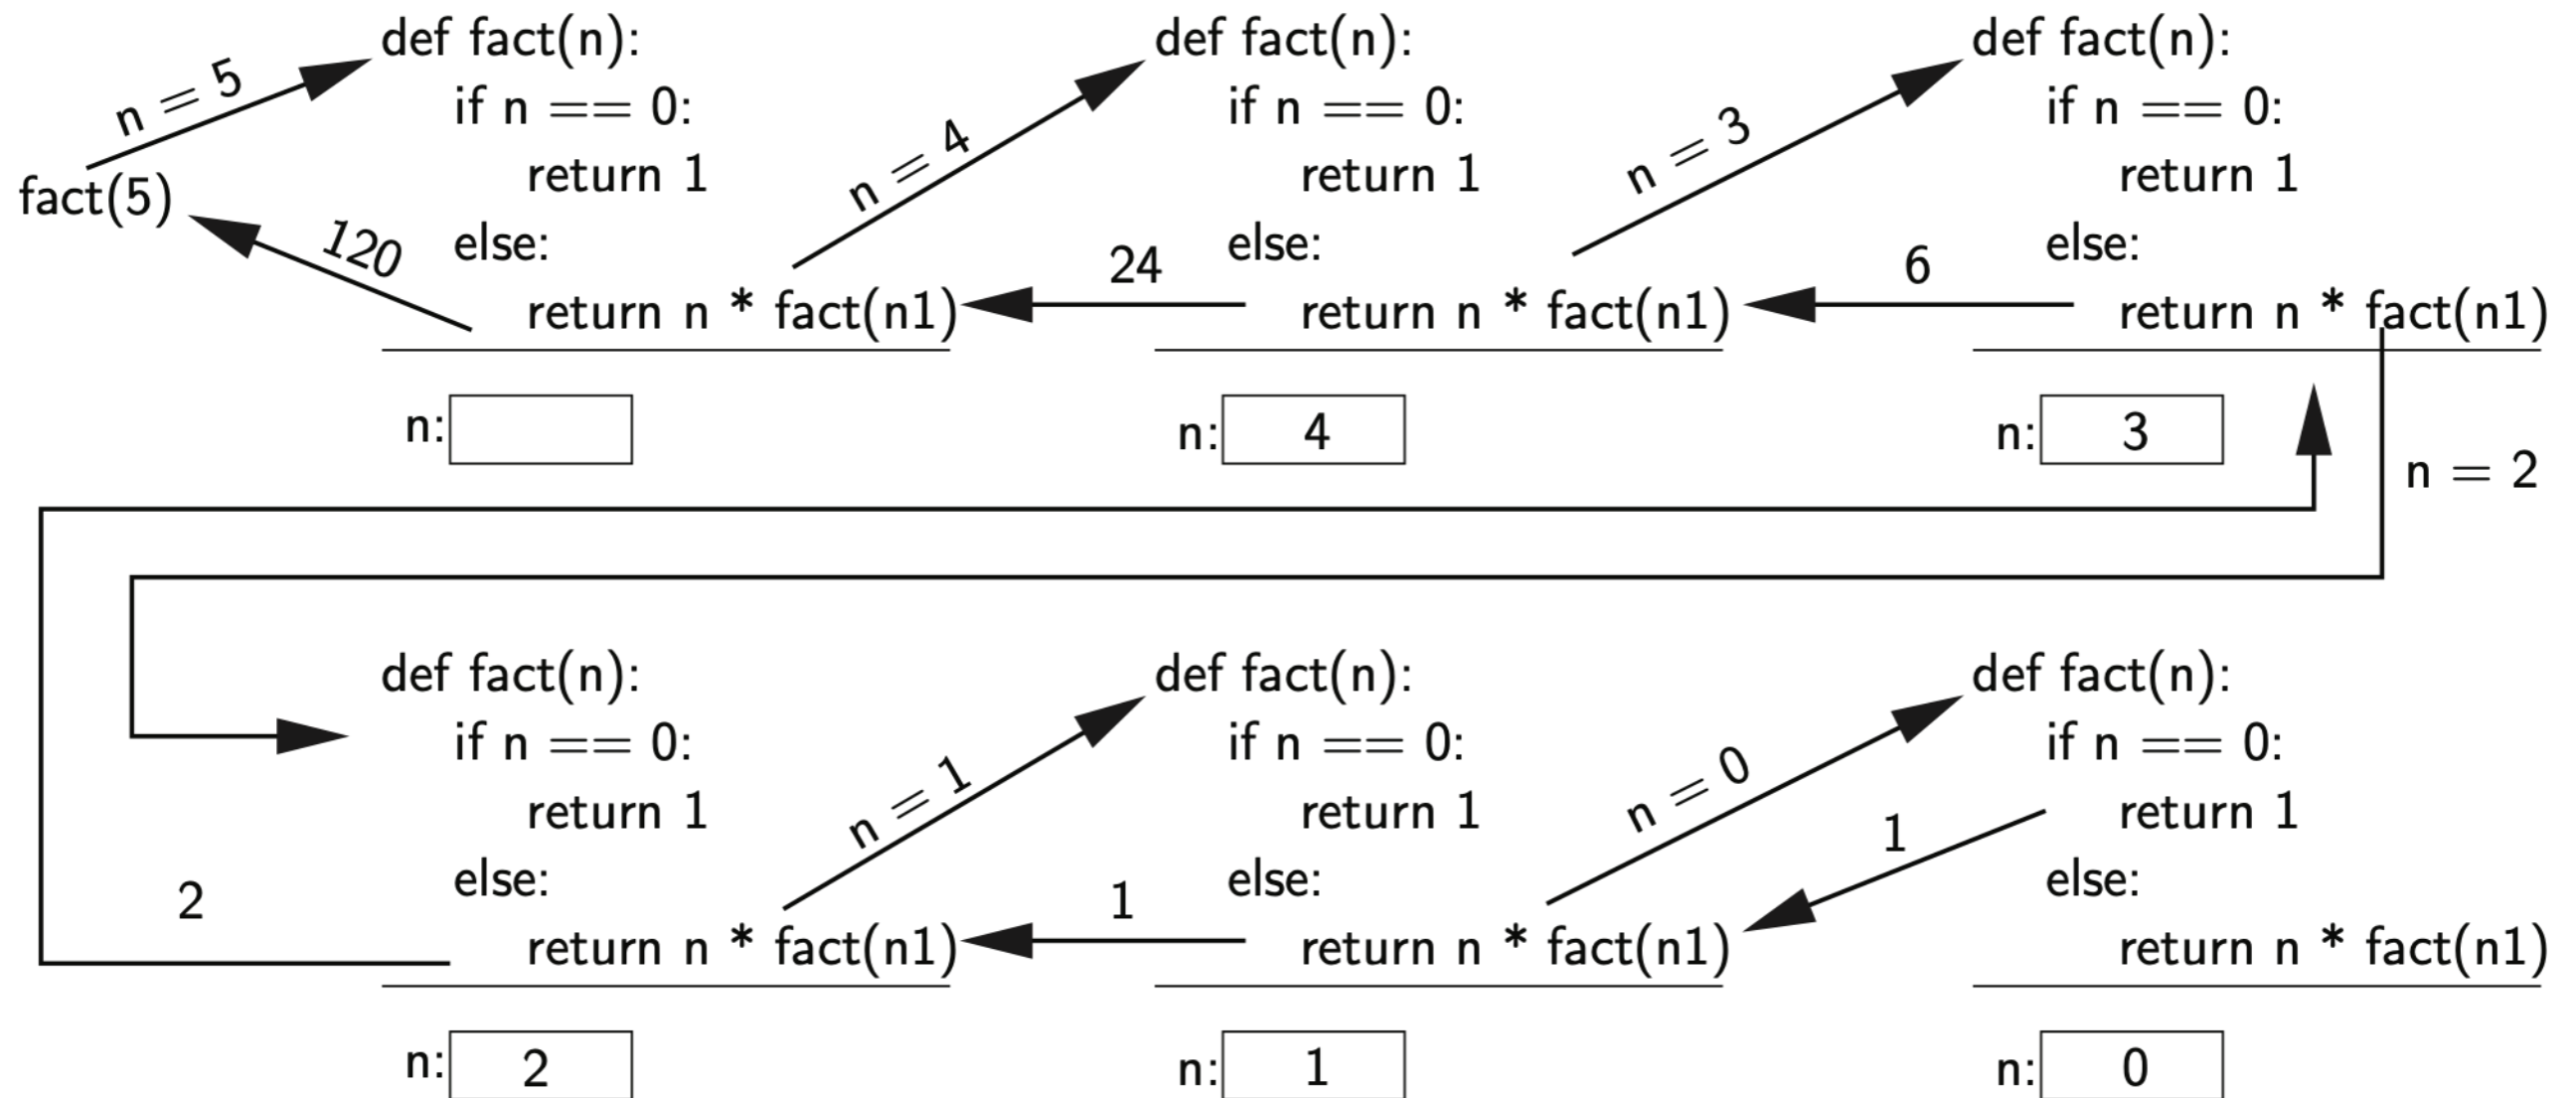 n = 5
fact(5)
120
def fact(n):
if n == 0:
return 1
else:
return n * fact(n1)
n:
n = 4
24
def fact(n):
if n == 0:
return 1
else:
return n * fact(n1)
n: 4
n = 3
6
def fact(n):
if n == 0:
return 1
else:
return n * fact(n1)
n: 3
n = 2
2
def fact(n):
if n == 0:
return 1
else:
return n * fact(n1)
n: 2
n = 1
1
def fact(n):
if n == 0:
return 1
else:
return n * fact(n1)
n: 1
n = 0
1
def fact(n):
if n == 0:
return 1
else:
return n * fact(n1)
n: 0